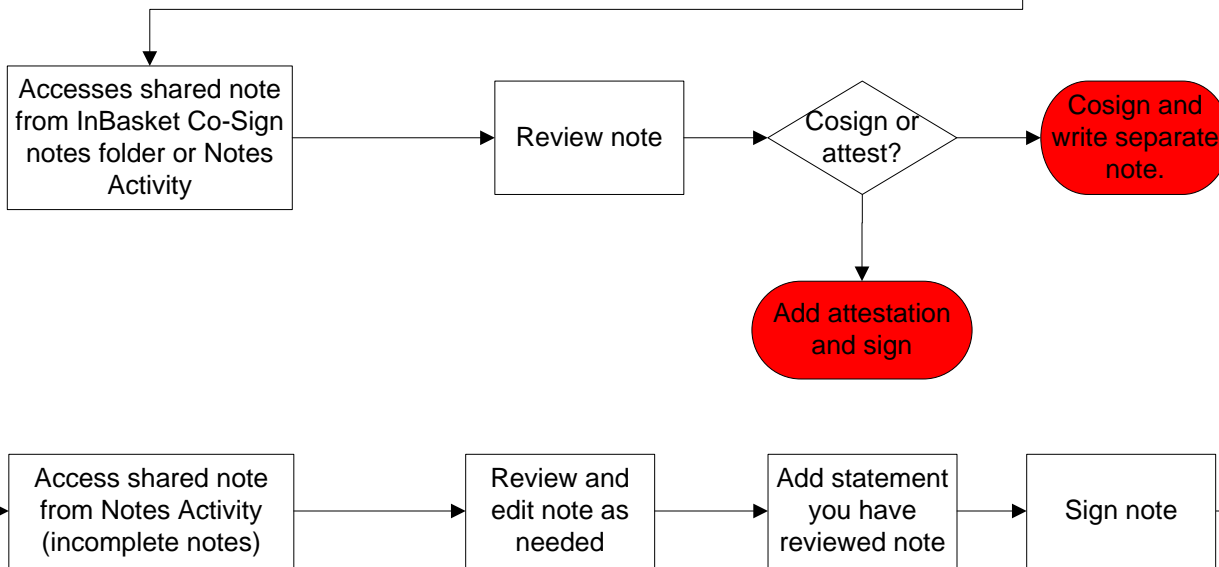 Accesses shared note
from InBasket Co-Sign
notes folder or Notes
Activity
Review note
Cosign or
attest?
Cosign and
write separate
note.
Add attestation
and sign
Access shared note
from Notes Activity
(incomplete notes)
Review and
edit note as
needed
Add statement
you have
reviewed note
Sign note